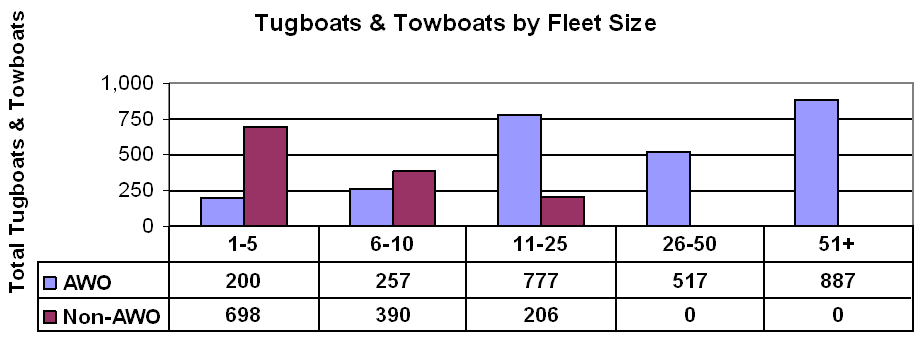 Tugboats & Towboats by Fleet Size
Total Tugboats & Towboats
1,000
750
500
250
0
1-5 6-10 11-25 26-50 51+
AWO 200 257 777 517 887
Non-AWO 698 390 206 0 0